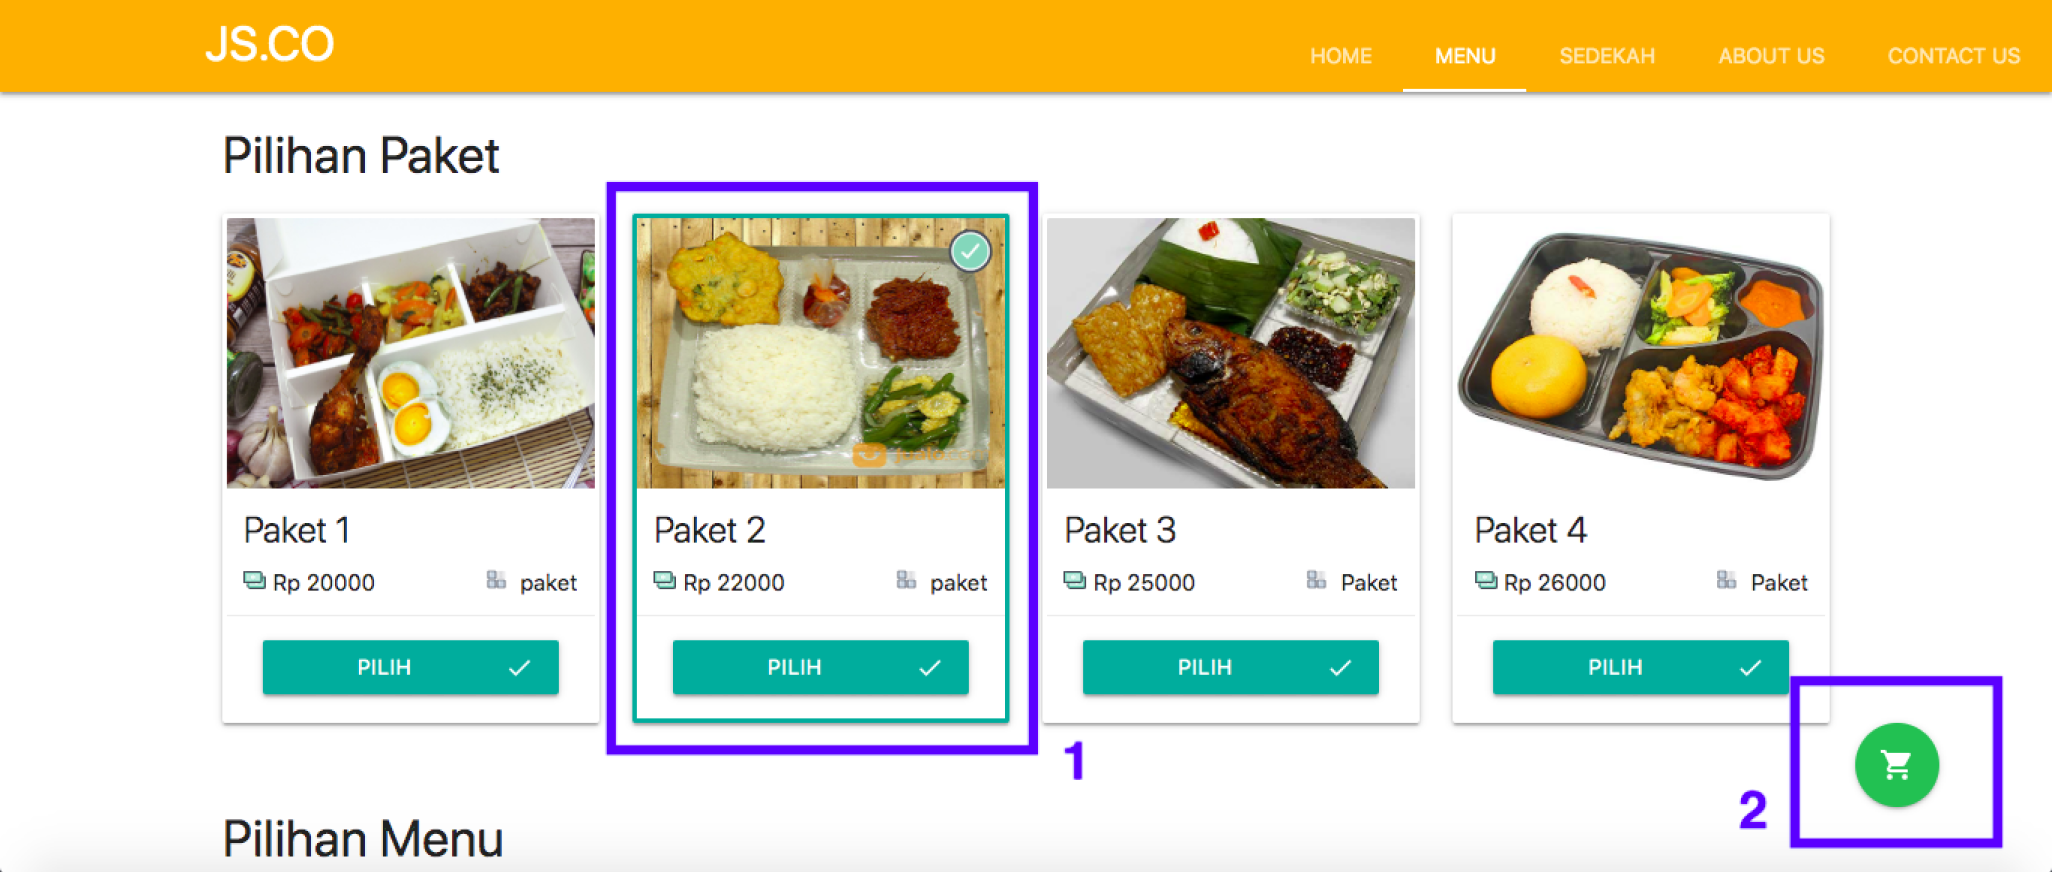 JS.CO
HOME MENU SEDEKAH ABOUT US CONTACT US
Pilihan Paket
Paket 1
Rp 20000 paket
PILIH
Paket 2
Rp 22000 paket
PILIH
Paket 3
Rp 25000 Paket
PILIH
Paket 4
Rp 26000 Paket
PILIH
1
2
Pilihan Menu